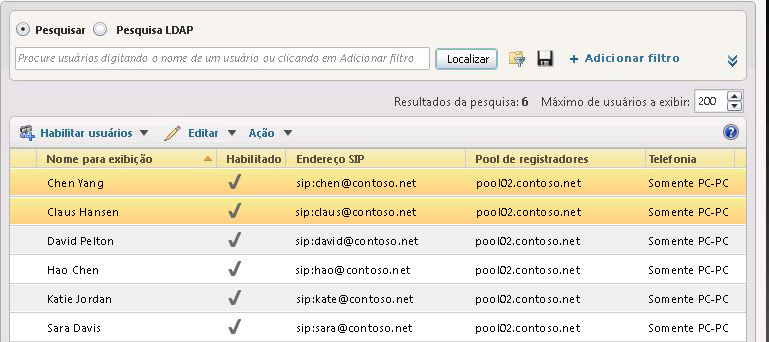 Pesquisar Pesquisa LDAP
Procure usuários digitando o nome de um usuário ou clicando em Adicionar filtro Localizar + Adicionar filtro
Resultados da pesquisa: 6 Máximo de usuários a exibir: 200
Habilitar usuários Editar Ação
Nome para exibição Habilitado Endereço SIP Pool de registradores Telefonia
Chen Yang sip:chen@contoso.net pool02.contoso.net Somente PC-PC
Claus Hansen sip:claus@contoso.net pool02.contoso.net Somente PC-PC
David Pelton sip:david@contoso.net pool02.contoso.net Somente PC-PC
Hao Chen sip:hao@contoso.net pool02.contoso.net Somente PC-PC
Katie Jordan sip:kate@contoso.net pool02.contoso.net Somente PC-PC
Sara Davis sip:sara@contoso.net pool02.contoso.net Somente PC-PC